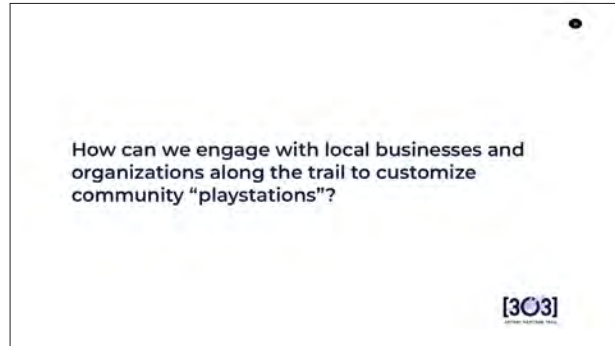 How can we engage with local businesses and
organizations along the trail to customize
community “playstations”?
[303]